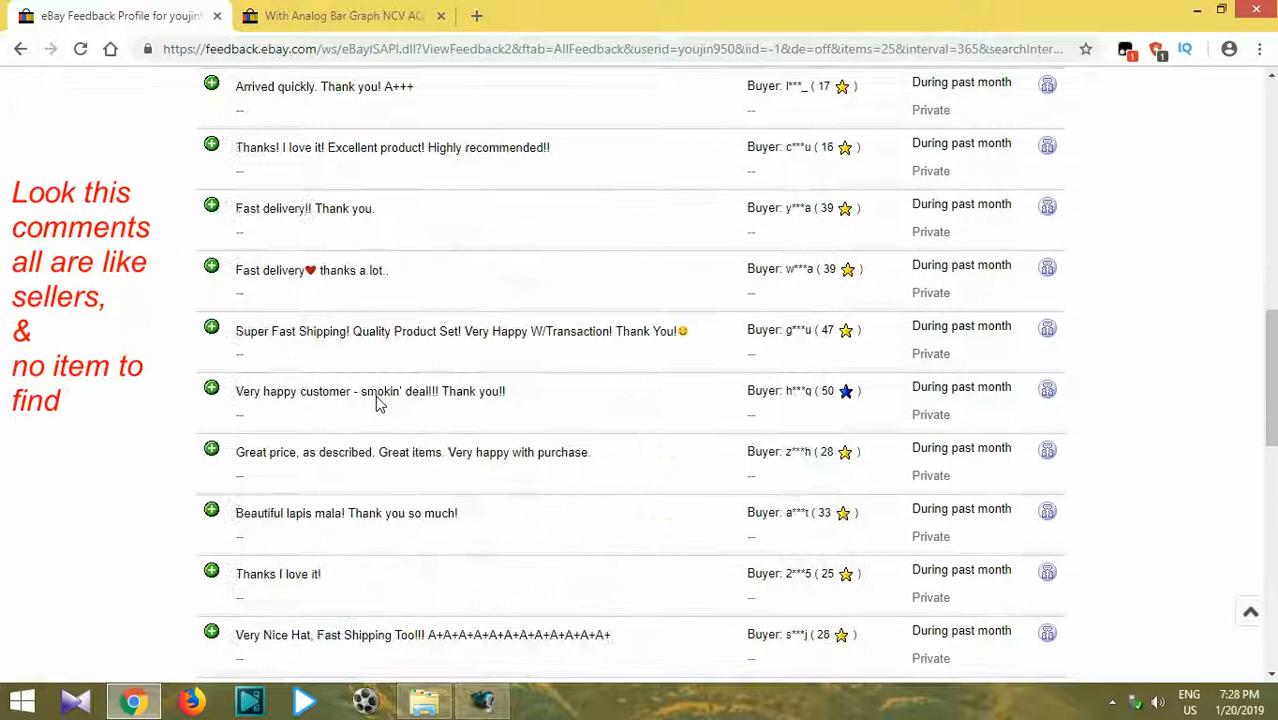 eBay Feedback Profile for youjin9
With Analog Bar Graph NCV AC
https://feedback.ebay.com/ws/eBayISAPI.dll?ViewFeedback2&ftab=AllFeedback&userid=youjin950&iid=-1&de=off&items=25&interval=365&searchInter...
Arrived quickly. Thank you! A+++
Buyer: l***_ ( 17 )
During past month
--
--
Private
Thanks! I love it! Excellent product! Highly recommended!!
Buyer: c***u ( 16 )
During past month
--
--
Private
Fast delivery!! Thank you.
Buyer: y***a ( 39 )
During past month
--
--
Private
Fast delivery❤ thanks a lot..
Buyer: w***a ( 39 )
During past month
--
--
Private
Super Fast Shipping! Quality Product Set! Very Happy W/Transaction! Thank You!😊
Buyer: g***u ( 47 )
During past month
--
--
Private
Very happy customer - smokin' deal!!! Thank you!!
Buyer: h***q ( 50 )
During past month
--
--
Private
Great price, as described. Great items. Very happy with purchase.
Buyer: z***h ( 28 )
During past month
--
--
Private
Beautiful lapis mala! Thank you so much!
Buyer: a***t ( 33 )
During past month
--
--
Private
Thanks I love it!
Buyer: 2***5 ( 25 )
During past month
--
--
Private
Very Nice Hat, Fast Shipping Too!!! A+A+A+A+A+A+A+A+A+A+A+A+
Buyer: s***j ( 28 )
During past month
--
--
Private
Look this
comments
all are like
sellers,
&
no item to
find
1
1
IQ
ENG
US
7:28 PM
1/20/2019